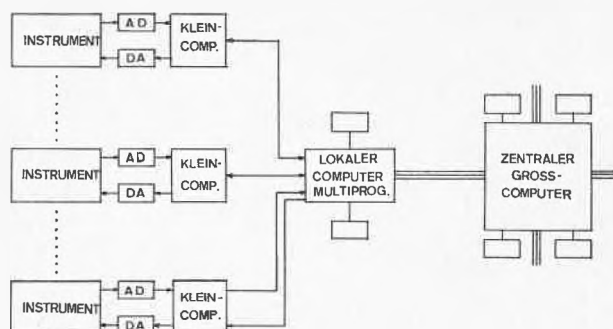 INSTRUMENT
AD
DA
KLEIN-
COMP.
INSTRUMENT
AD
DA
KLEIN-
COMP.
INSTRUMENT
AD
DA
KLEIN-
COMP.
LOKALER
COMPUTER
MULTIPROG.
ZENTRALER
GROSS-
COMPUTER